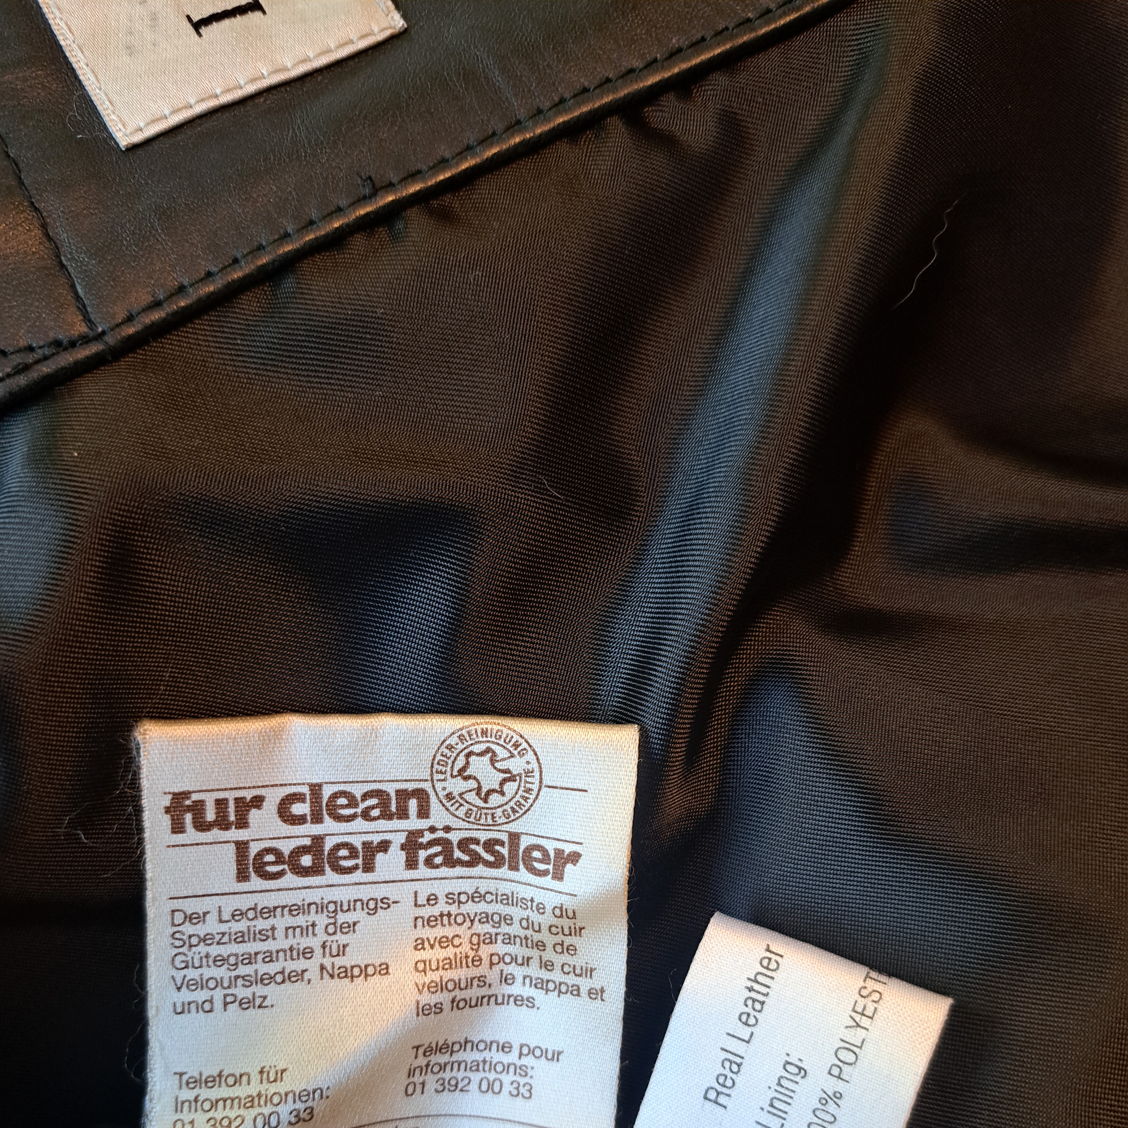 I
LEDER-REINIGUNG
MIT GÜTE-GARANTIE
fur clean
leder fässler
Der Lederreinigungs-
Spezialist mit der
Gütegarantie für
Veloursleder, Nappa
und Pelz.
Telefon für
Informationen:
01 392 00 33
Le spécialiste du
nettoyage du cuir
avec garantie de
qualité pour le cuir
velours, le nappa et
les fourrures.
Téléphone pour
informations:
01 392 00 33
Real Leather
Lining:
00% POLYEST